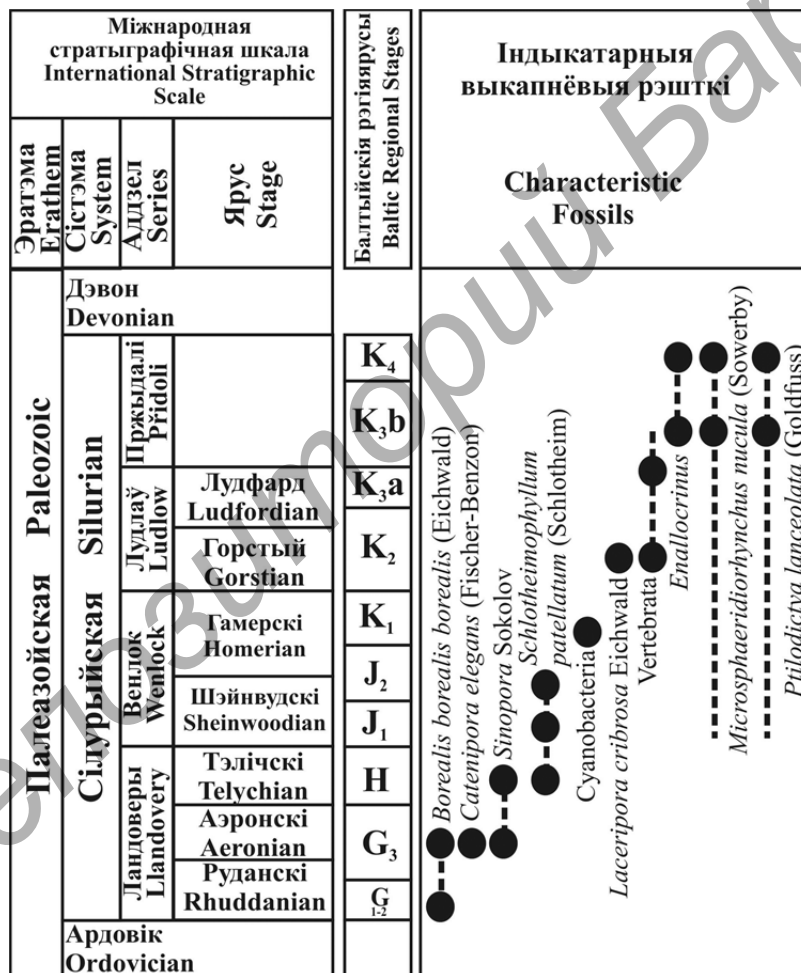 Міжнародная
стратыграфічная шкала
International Stratigraphic
Scale
Эратэма
Erathem
Сістэма
System
Аддзел
Series
Ярус
Stage
Балтыйскія рэгіяярусы
Baltic Regional Stages
Індыкатарныя
выкапнёвыя рэшткі
Characteristic
Fossils
Палеазойская Paleozoic
Дэвон
Devonian
Сілурыйская Silurian
Пржыдалі
Přídolí
Лудлаў
Ludlow
Лудфард
Ludfordian
Горстый
Gorstian
Венлок
Wenlock
Гамерскі
Homerian
Шэйнвудскі
Sheinwoodian
Ландоверы
Llandovery
Тэлічскі
Telychian
Аэронскі
Aeronian
Руданскі
Rhuddanian
Ардовік
Ordovician
K4
K3b
K3a
K2
K1
J2
J1
H
G3
G1-2
Borealis borealis borealis (Eichwald)
Catenipora elegans (Fischer-Benzon)
Sinopora Sokolov
Schlotheimophyllum
patellatum (Schlotheim)
Cyanobacteria
Laceripora cribrosa Eichwald
Vertebrata
Enallocrinus
Microsphaeridiorhynchus nucula (Sowerby)
Ptilodictya lanceolata (Goldfuss)
епозиторий Бар